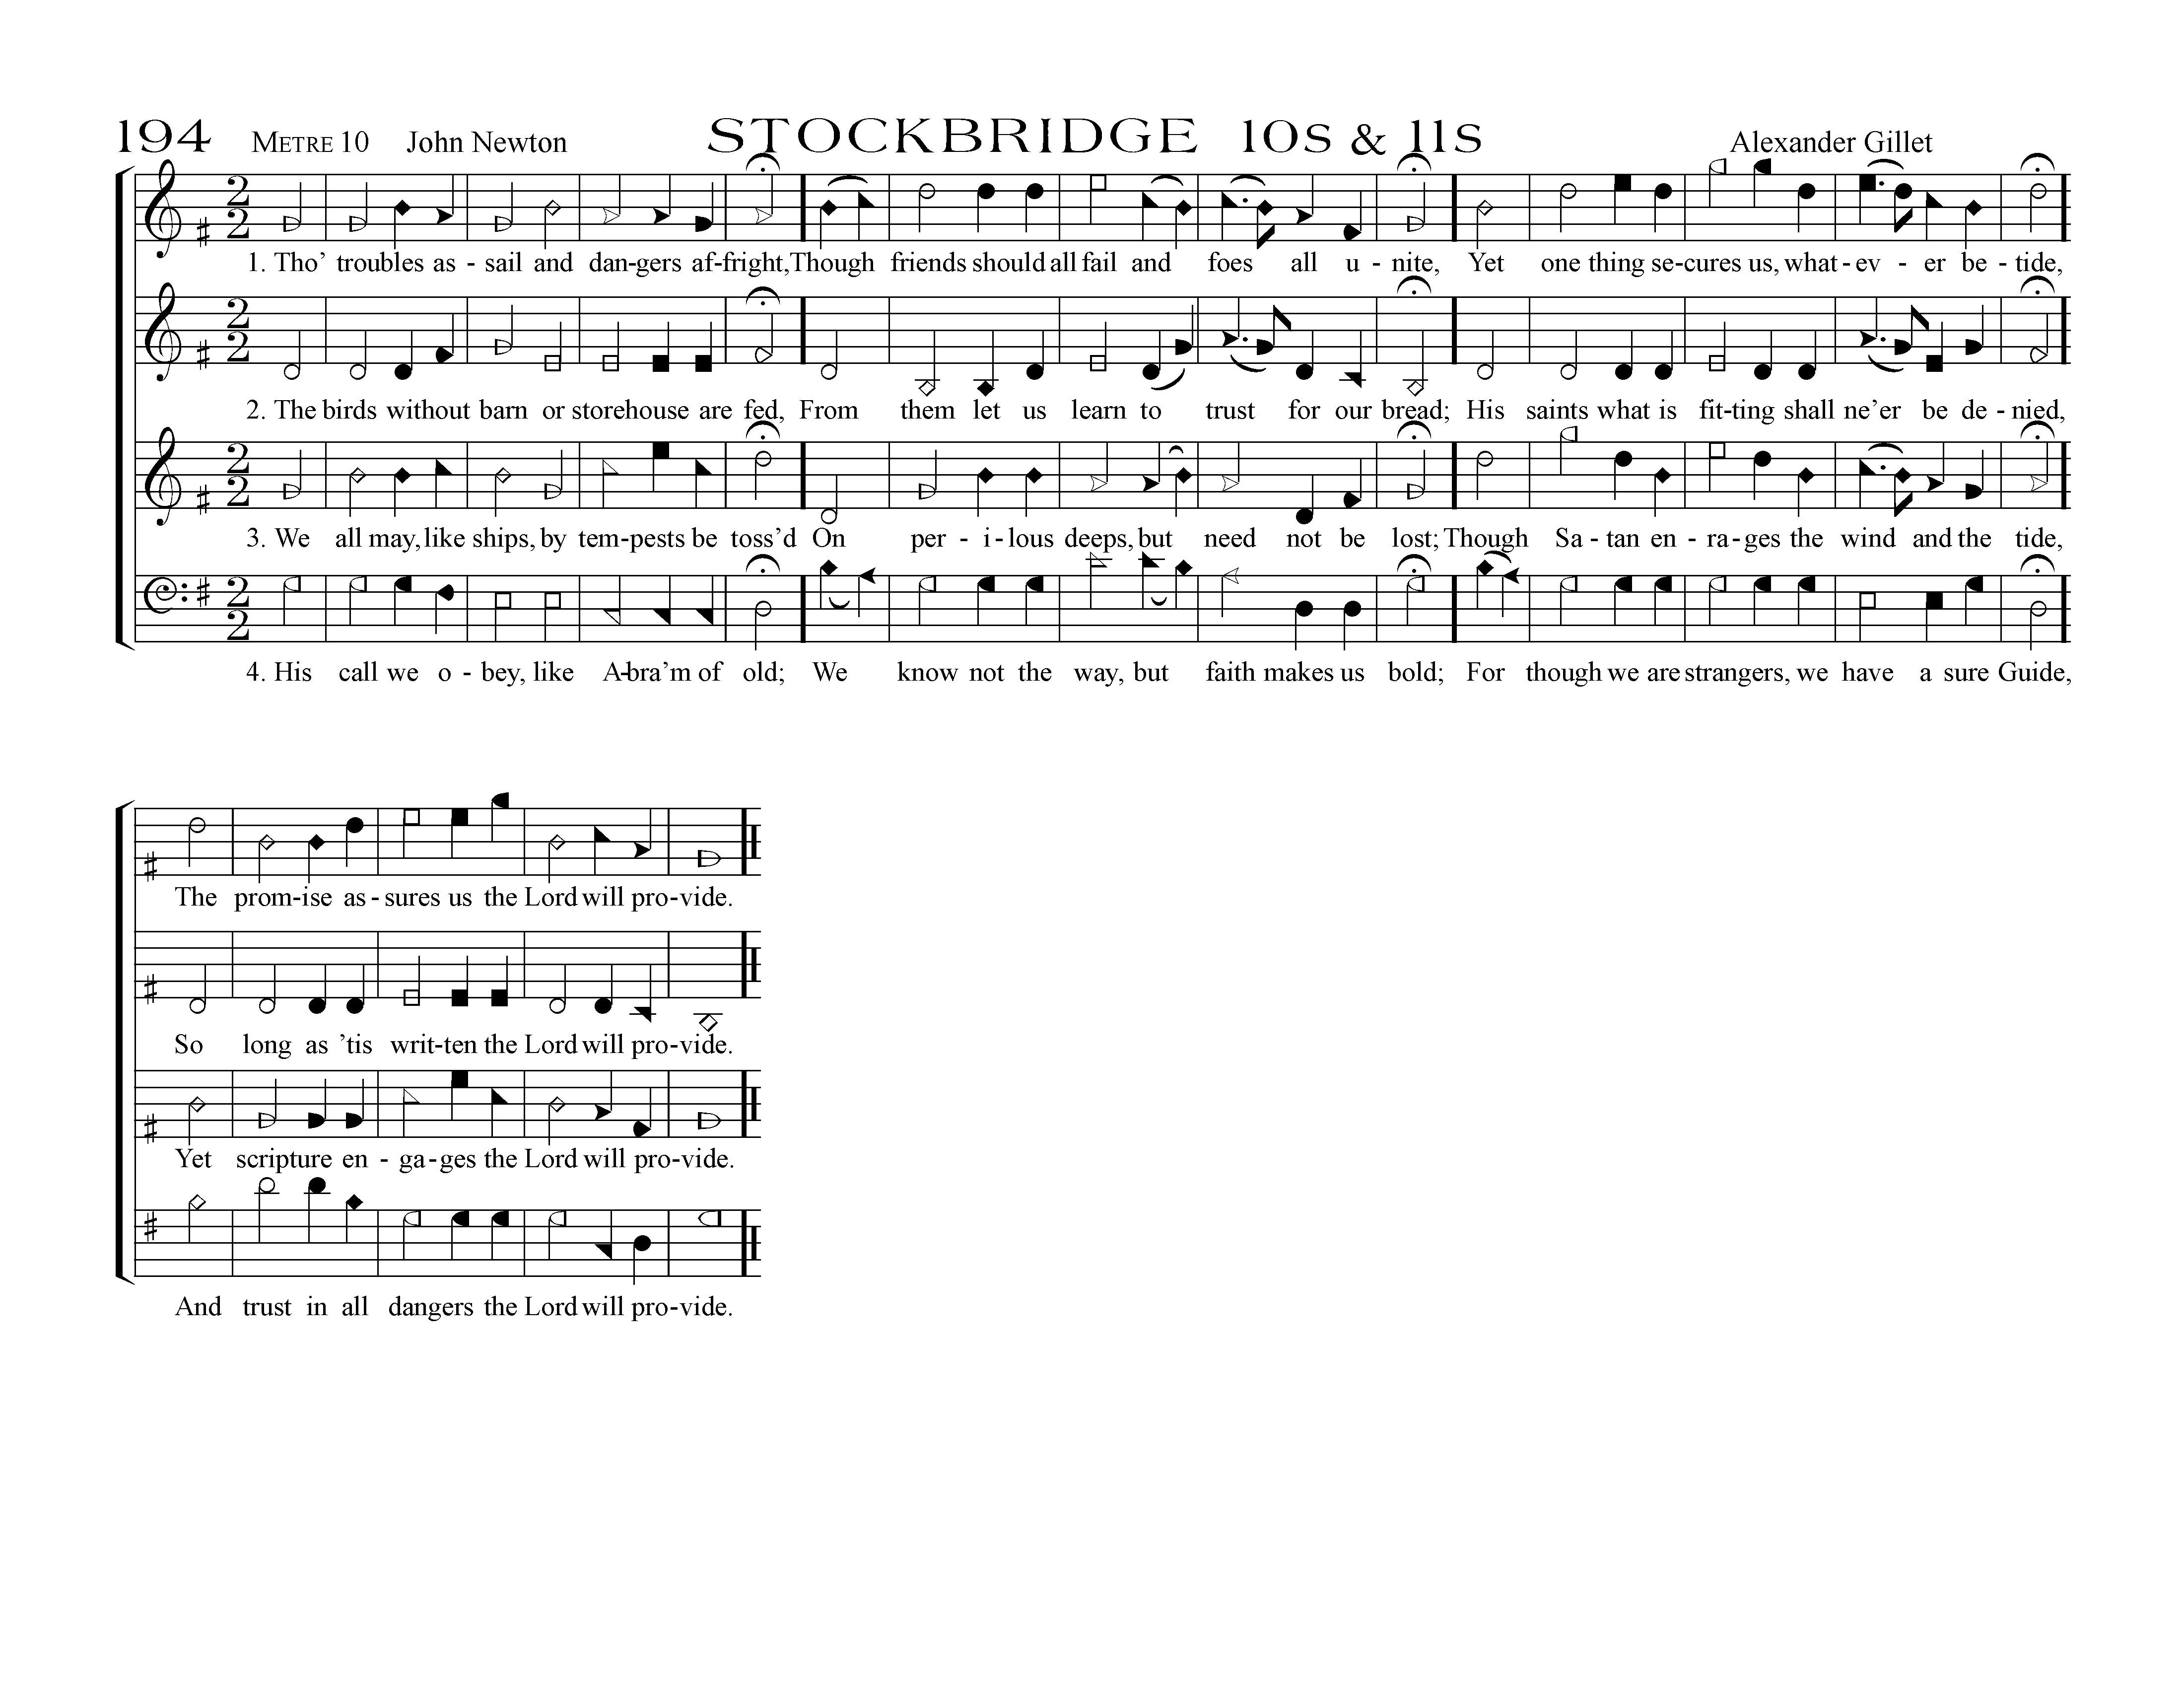 194 METRE 10 John Newton STOCKBRIDGE 10s & 11s Alexander Gillet
1. Tho’ troubles as - sail and dan-gers af-fright, Though friends should all fail and foes all u - nite, Yet one thing se-cures us, what - ev - er be - tide,
2. The birds without barn or storehouse are fed, From them let us learn to trust for our bread; His saints what is fit-ting shall ne’er be de - nied,
3. We all may, like ships, by tem-pests be toss’d On per - i - lous deeps, but need not be lost; Though Sa - tan en - ra - ges the wind and the tide,
4. His call we o - bey, like A-bra’m of old; We know not the way, but faith makes us bold; For though we are strangers, we have a sure Guide,
The prom-ise as - sures us the Lord will pro-vide.
So long as ’tis writ-ten the Lord will pro-vide.
Yet scripture en - ga - ges the Lord will pro-vide.
And trust in all dangers the Lord will pro-vide.